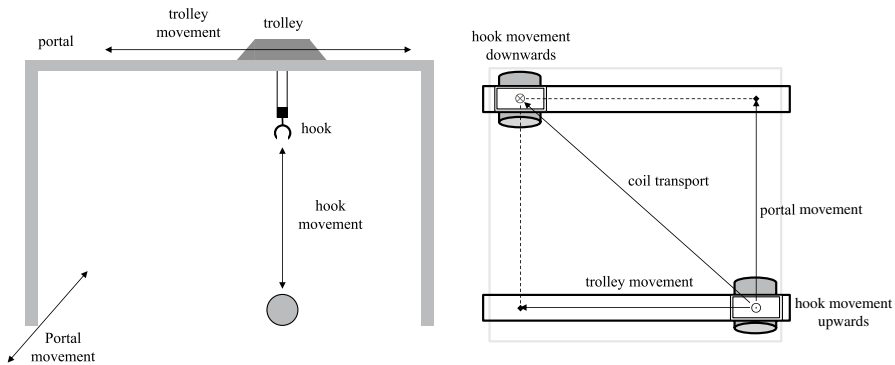 trolley
movement
trolley
portal
hook
hook
movement
Portal
movement
hook movement
downwards
coil transport
portal movement
trolley movement
hook movement
upwards